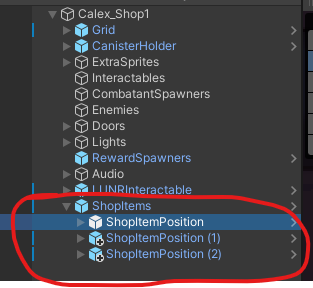 Calex_Shop1
Grid
CanisterHolder
ExtraSprites
Interactables
CombatantSpawners
Enemies
Doors
Lights
RewardSpawners
Audio
LUNRInteractable
ShopItems
ShopItemPosition
ShopItemPosition (1)
ShopItemPosition (2)